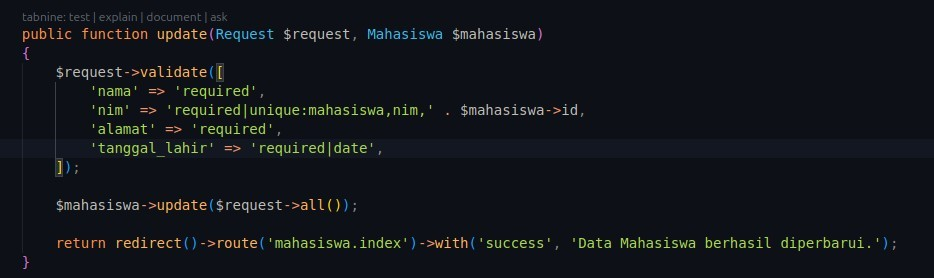 tabnine: test | explain | document | ask
public function update(Request $request, Mahasiswa $mahasiswa)
{
    $request->validate([
        'nama' => 'required',
        'nim' => 'required|unique:mahasiswa,nim,' . $mahasiswa->id,
        'alamat' => 'required',
        'tanggal_lahir' => 'required|date',
    ]);
    $mahasiswa->update($request->all());
    return redirect()->route('mahasiswa.index')->with('success', 'Data Mahasiswa berhasil diperbarui.');
}